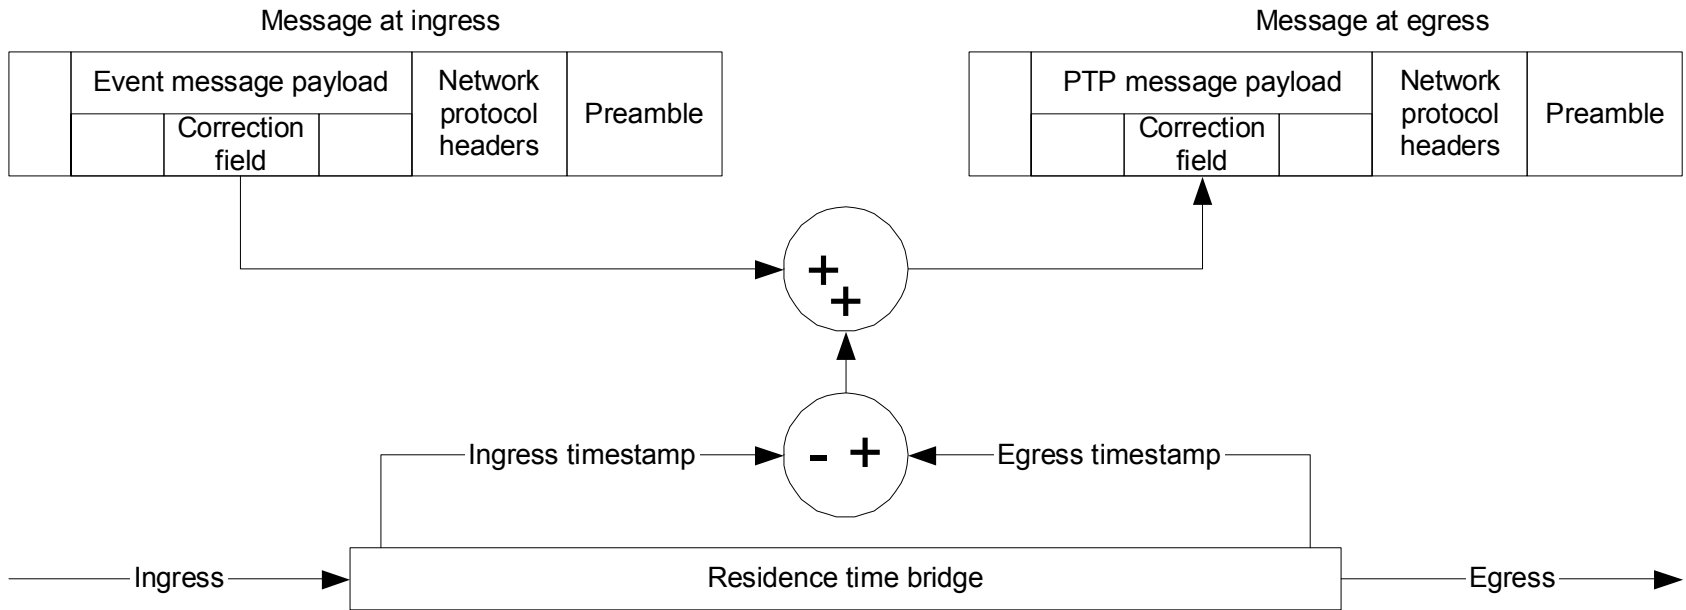 Message at ingress
Message at egress
Event message payload
Correction
field
Network
protocol
headers
Preamble
PTP message payload
Correction
field
Network
protocol
headers
Preamble
+
+
Ingress timestamp
- +
Egress timestamp
Ingress
Residence time bridge
Egress